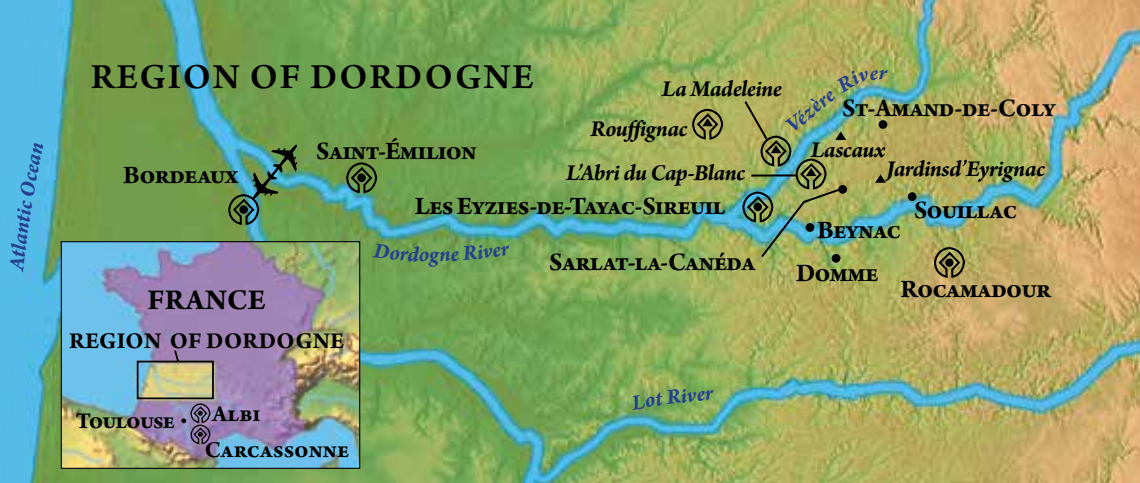 REGION OF DORDOGNE
La Madeleine
Vézère River
Rouffignac
ST-AMAND-DE-COLY
Lascaux
SAINT-ÉMILION
BORDEAUX
L'Abri du Cap-Blanc
Jardinsd'Eyrignac
Atlantic Ocean
LES EYZIES-DE-TAYAC-SIREUIL
SOUILLAC
BEYNAC
Dordogne River
SARLAT-LA-CANÉDA
DOMME
ROCAMADOUR
FRANCE
REGION OF DORDOGNE
Lot River
ALBI
TOULOUSE
CARCASSONNE